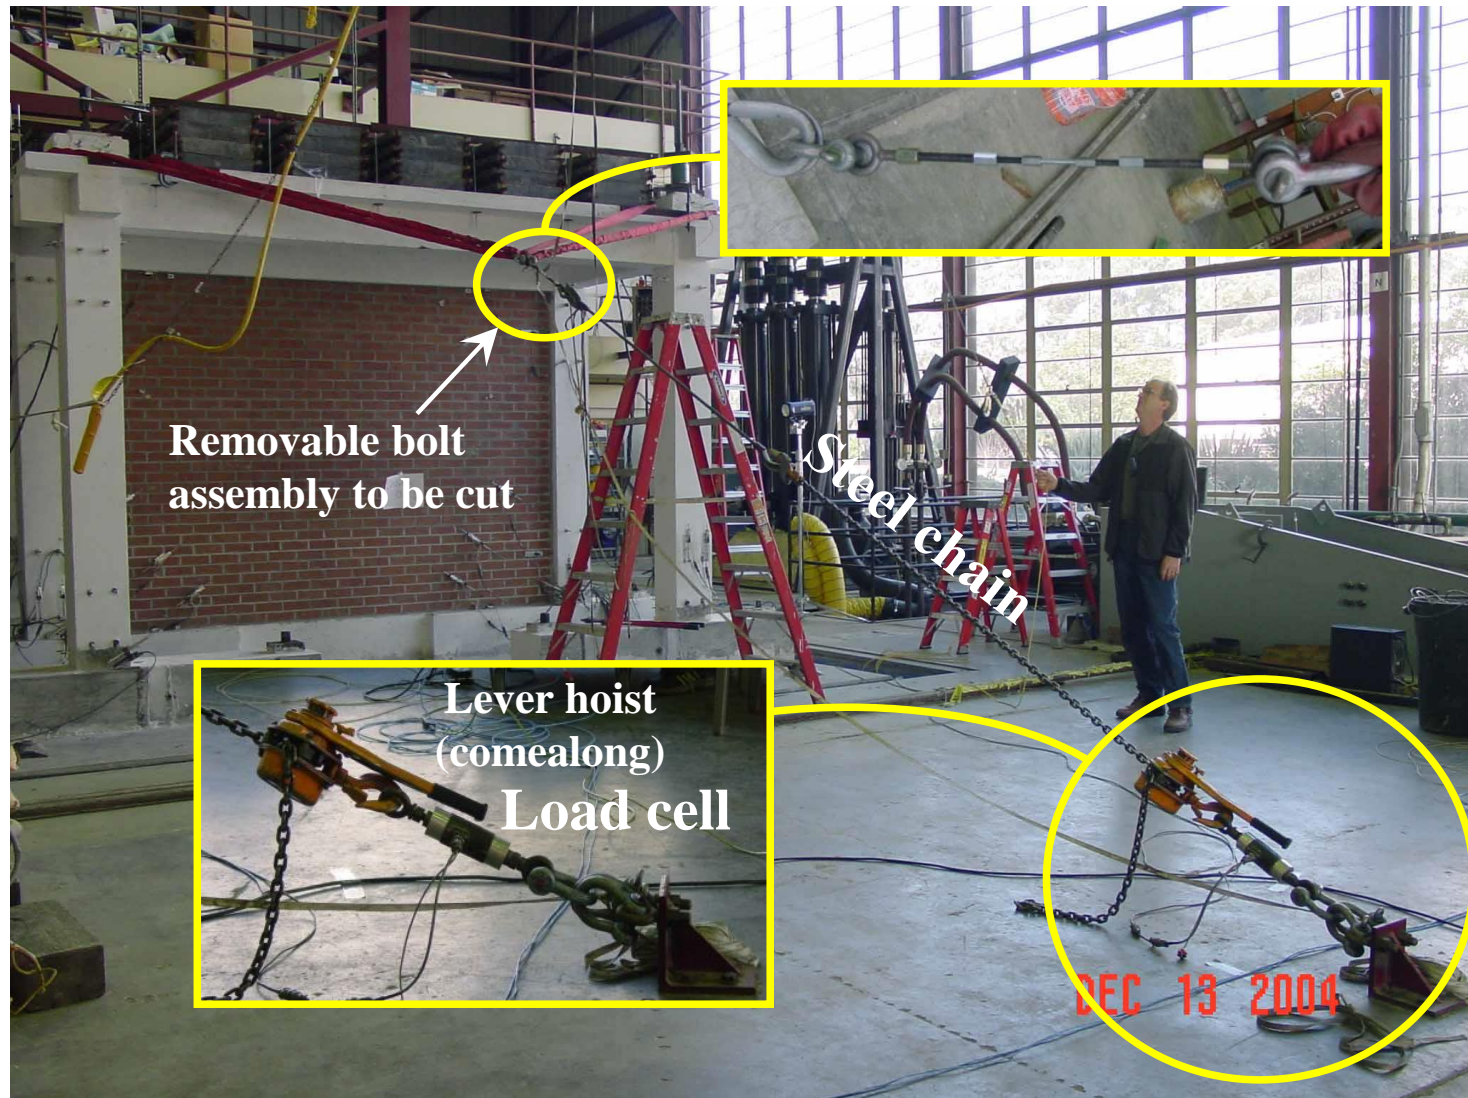 Removable bolt
assembly to be cut
Steel chain
Lever hoist
(comealong)
Load cell
N
DEC 13 2004